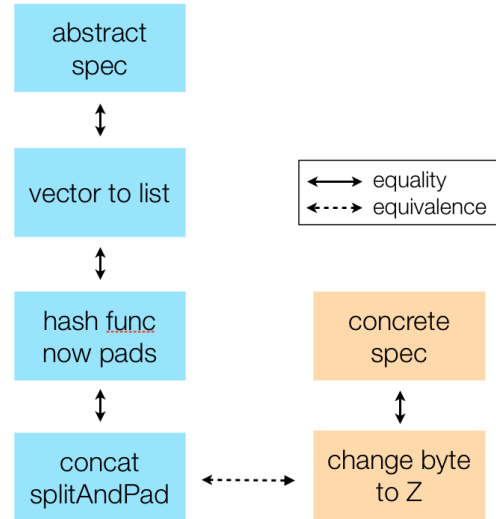 abstract
spec
vector to list
equality
equivalence
hash func
now pads
concrete
spec
concat
splitAndPad
change byte
to Z